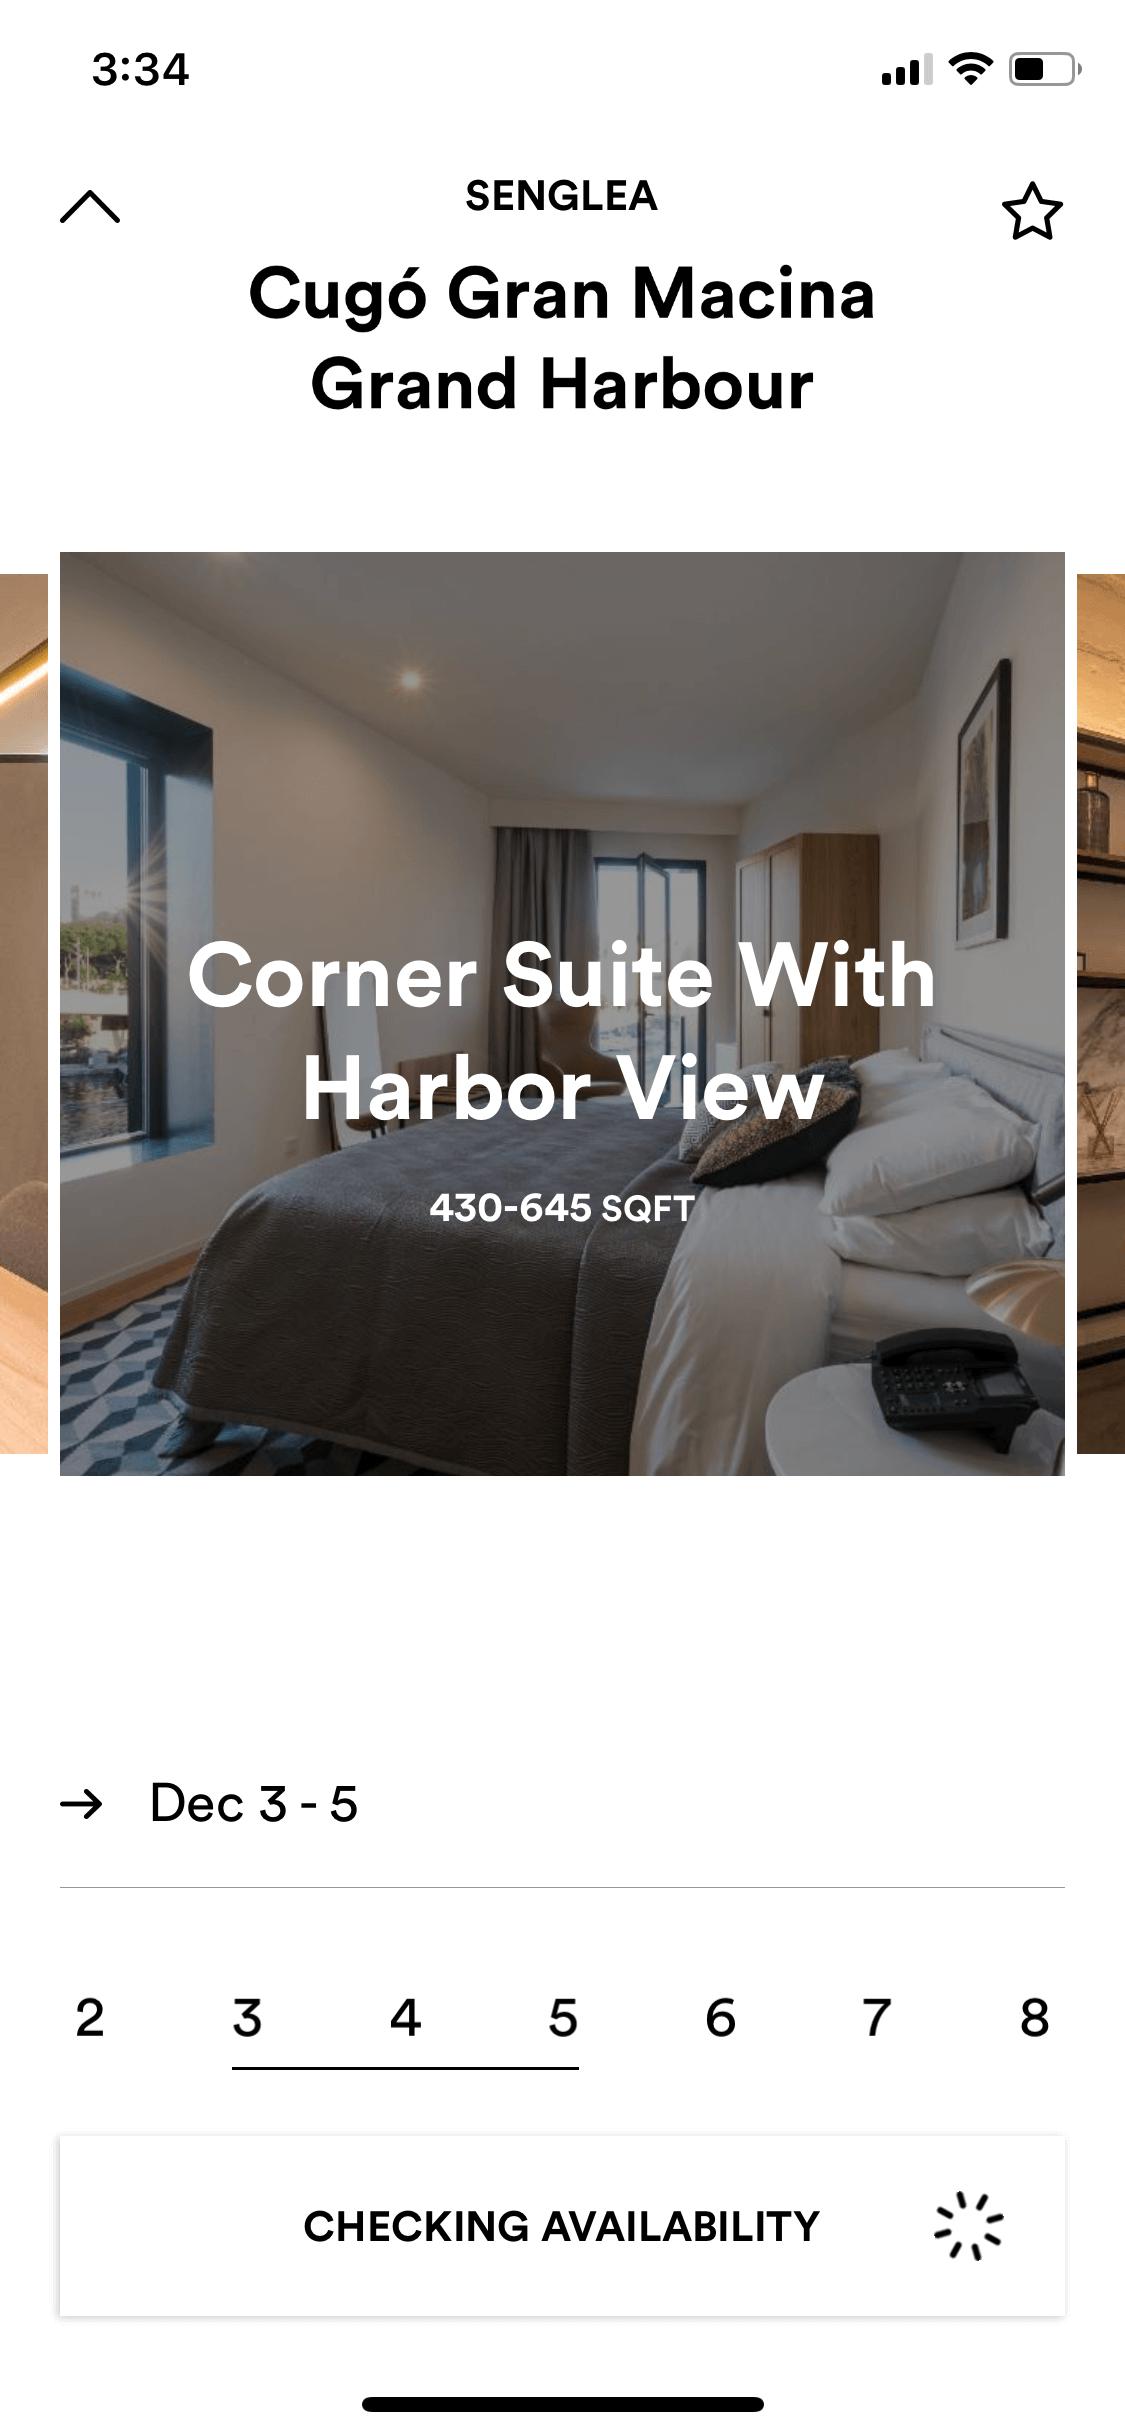 3:34
SENGLEA
Cugó Gran Macina
Grand Harbour
Corner Suite With
Harbor View
430-645 SQFT
Dec 3 - 5
2 3 4 5 6 7 8
CHECKING AVAILABILITY